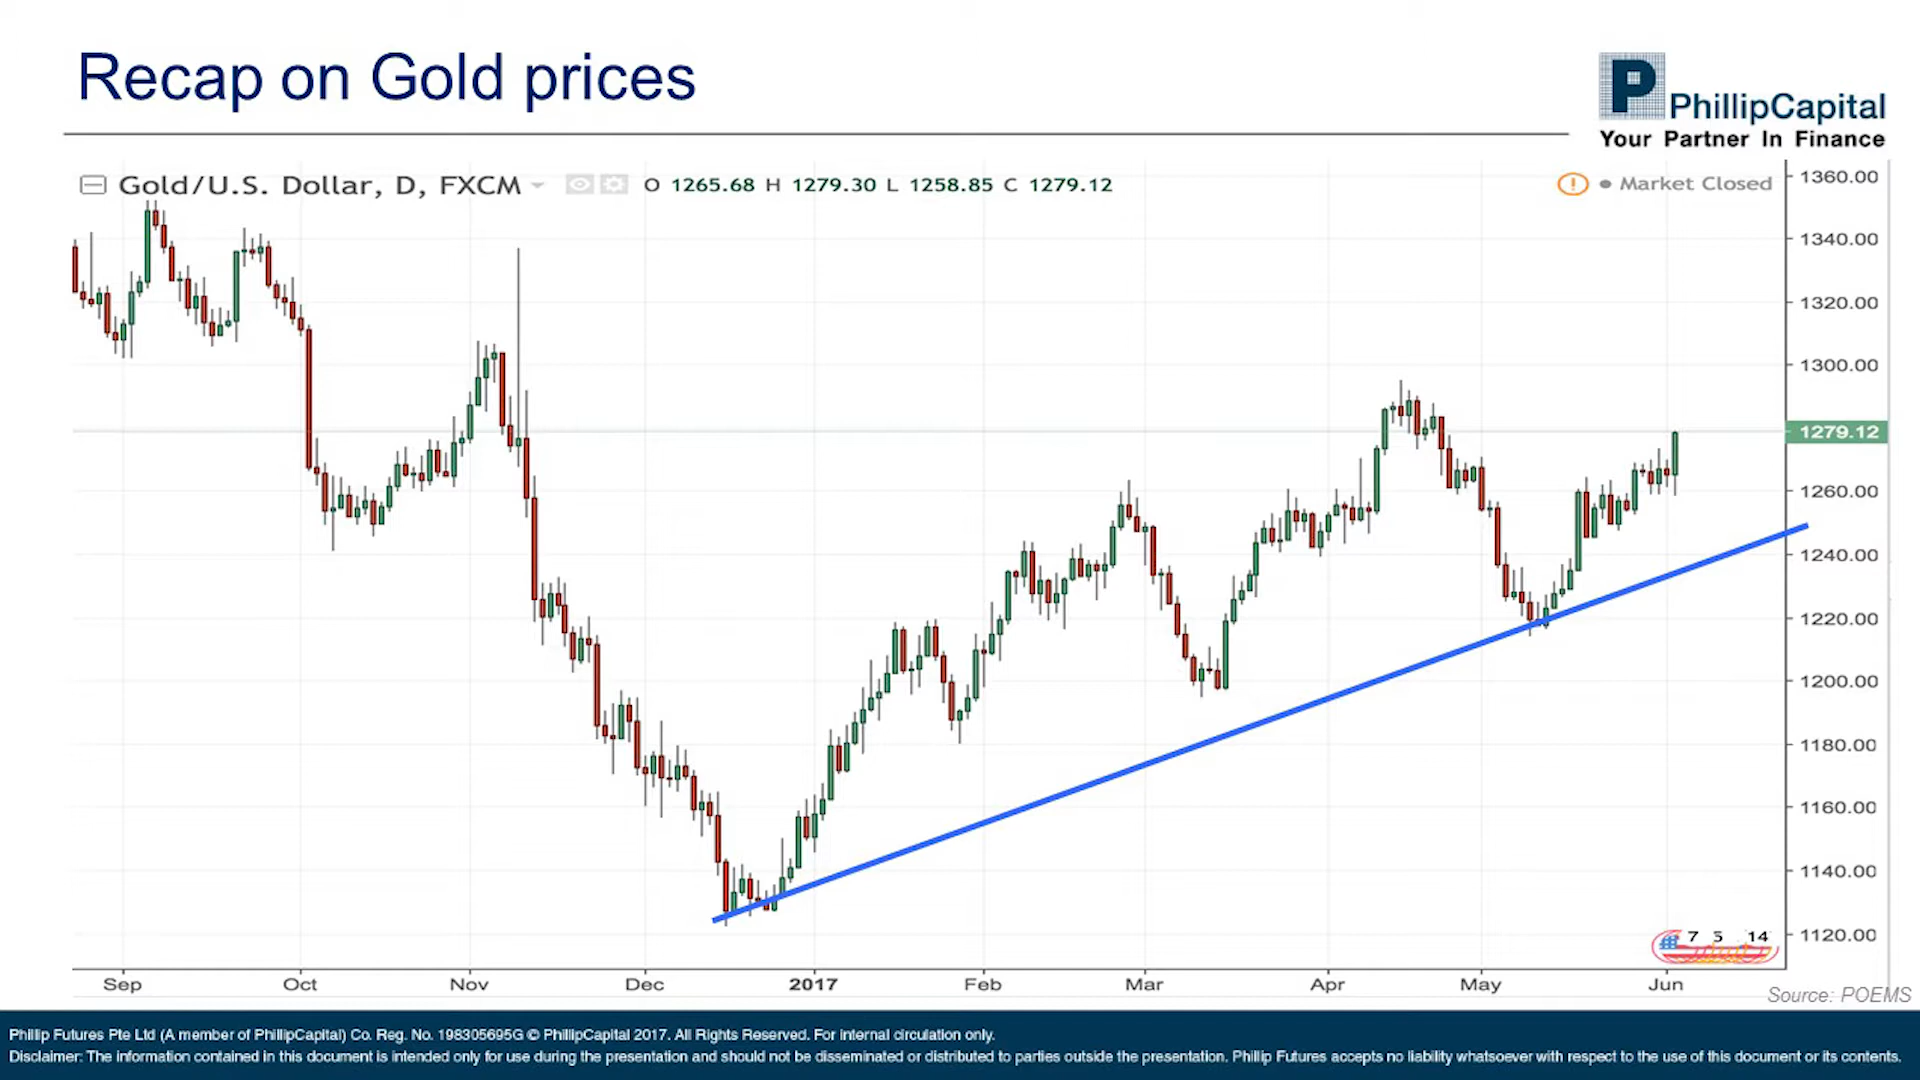 Recap on Gold prices
P PhillipCapital
Your Partner In Finance
Gold/U.S. Dollar, D, FXCM O 1265.68 H 1279.30 L 1258.85 C 1279.12
! Market Closed
1360.00
1340.00
1320.00
1300.00
1279.12
1260.00
1240.00
1220.00
1200.00
1180.00
1160.00
1140.00
1120.00
7 14
Sep Oct Nov Dec 2017 Feb Mar Apr May Jun
Source: POEMS
Phillip Futures Pte Ltd (A member of PhillipCapital) Co. Reg. No. 198305695G © PhillipCapital 2017. All Rights Reserved. For internal circulation only.
Disclaimer: The information contained in this document is intended only for use during the presentation and should not be disseminated or distributed to parties outside the presentation. Phillip Futures accepts no liability whatsoever with respect to the use of this document or its contents.